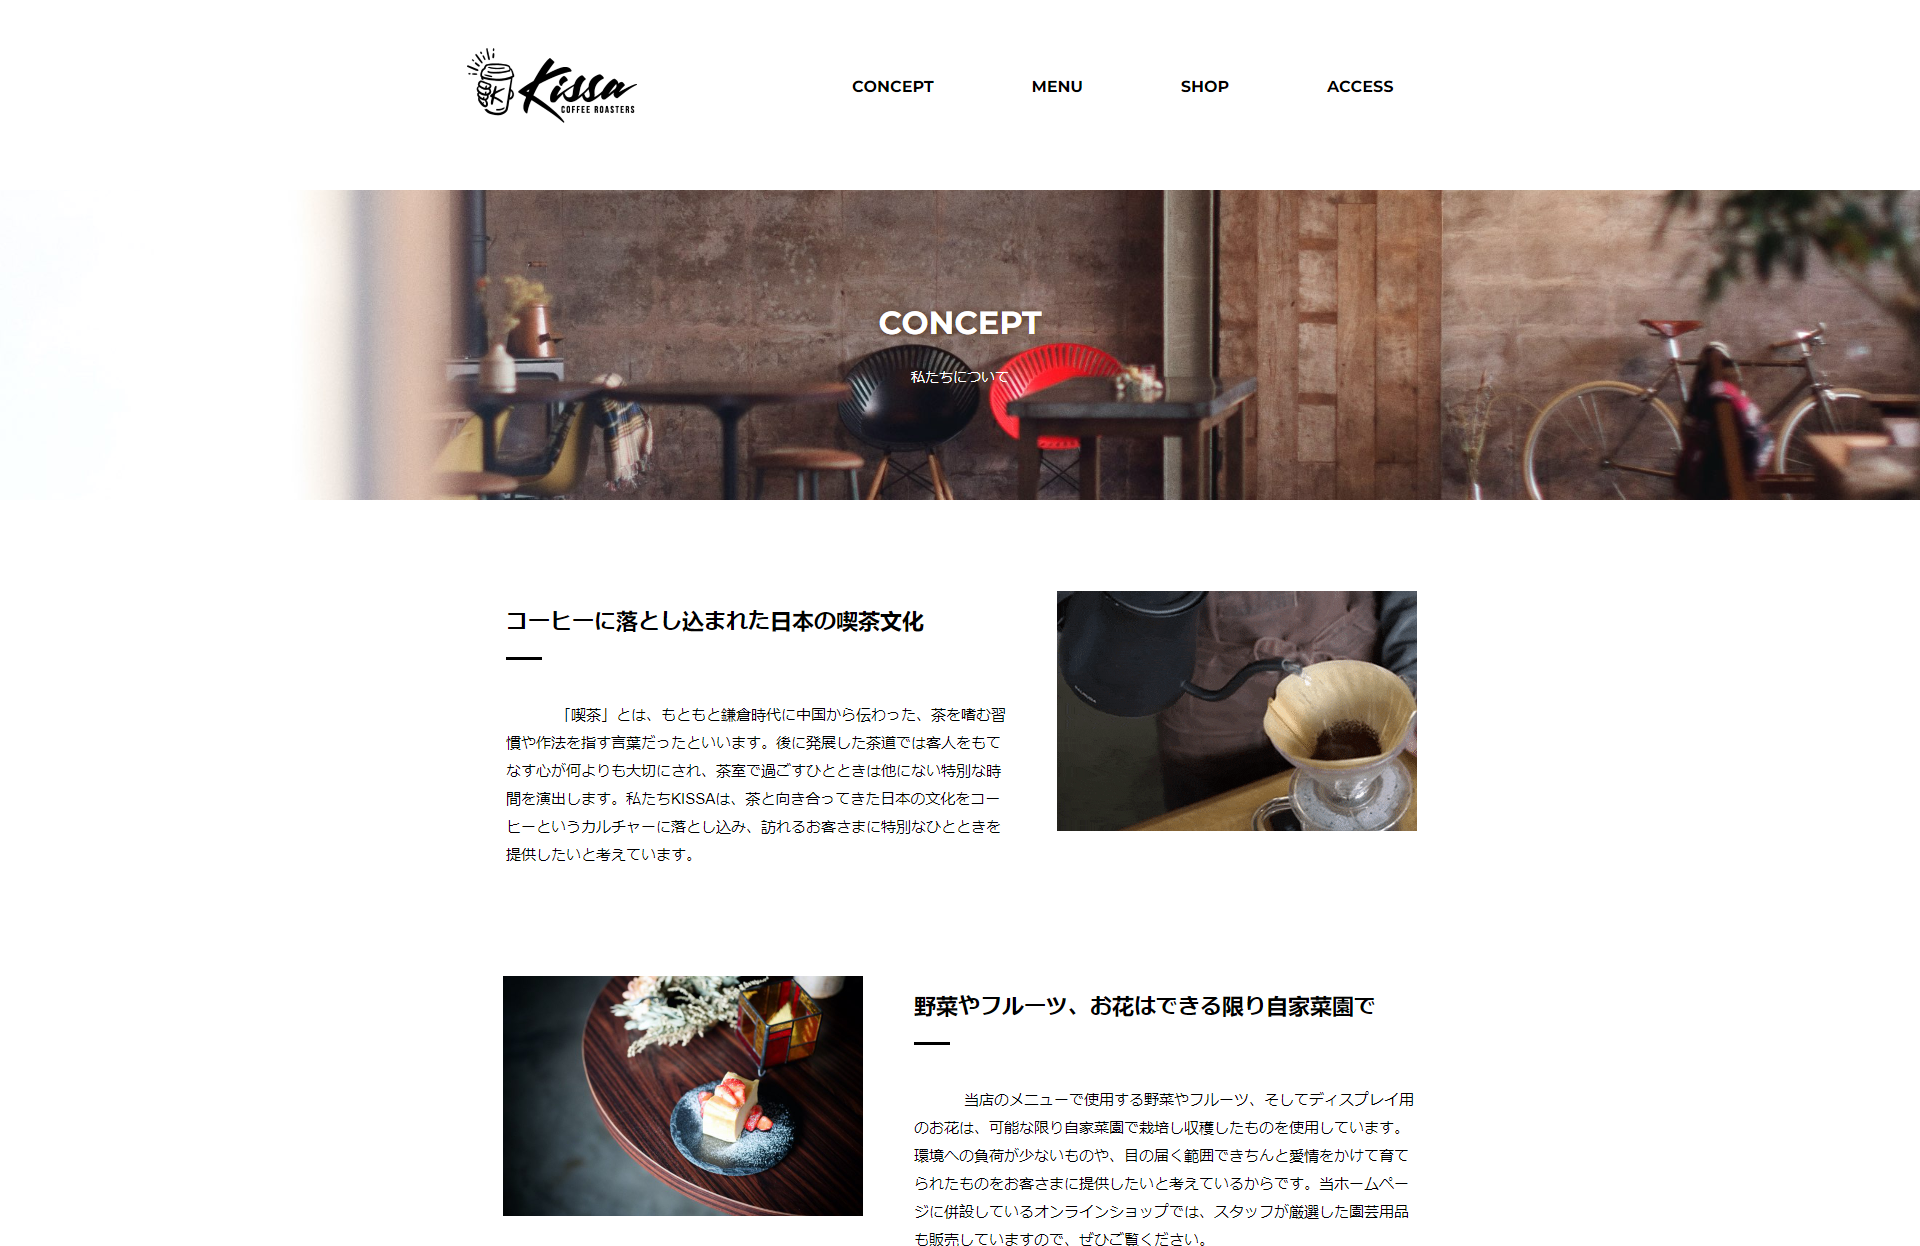 Kissa
COFFEE ROASTERS
K
CONCEPT
MENU
SHOP
ACCESS
CONCEPT
私たちについて
コーヒーに落とし込まれた日本の喫茶文化
「喫茶」とは、もともと鎌倉時代に中国から伝わった、茶を嗜む習
慣や作法を指す言葉だったといいます。後に発展した茶道では客人をもて
なす心が何よりも大切にされ、茶室で過ごすひとときは他にない特別な時
間を演出します。私たちKISSAは、茶と向き合ってきた日本の文化をコー
ヒーというカルチャーに落とし込み、訪れるお客さまに特別なひとときを
提供したいと考えています。
野菜やフルーツ、お花はできる限り自家菜園で
当店のメニューで使用する野菜やフルーツ、そしてディスプレイ用
のお花は、可能な限り自家菜園で栽培し収穫したものを使用しています。
環境への負荷が少ないものや、目の届く範囲できちんと愛情をかけて育て
られたものをお客さまに提供したいと考えているからです。当ホームペー
ジに併設しているオンラインショップでは、スタッフが厳選した園芸用品
も販売していますので、ぜひご覧ください。